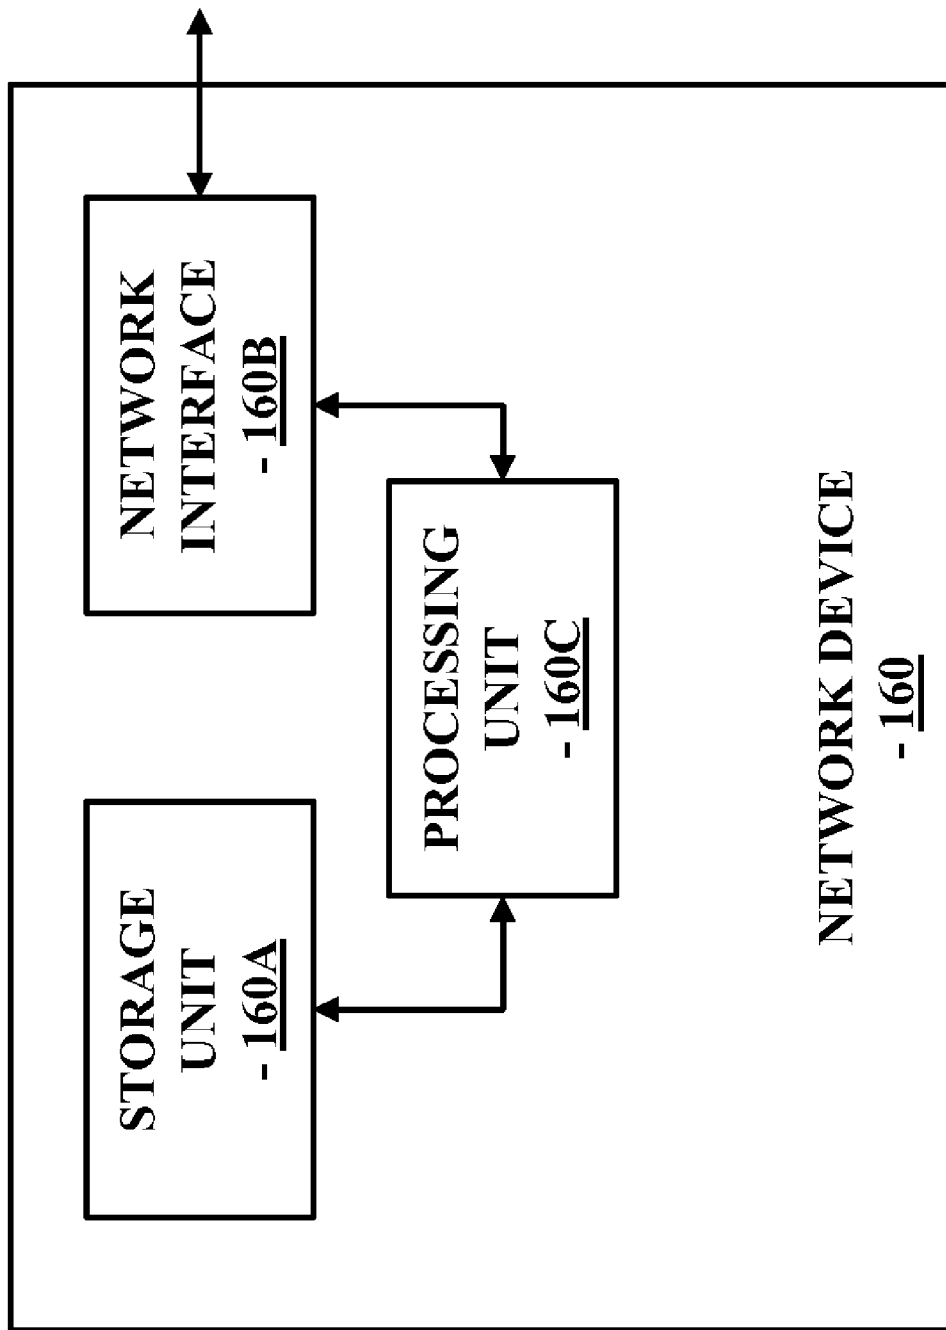 STORAGE
UNIT
- 160A
NETWORK
INTERFACE
- 160B
PROCESSING
UNIT
- 160C
NETWORK DEVICE
- 160